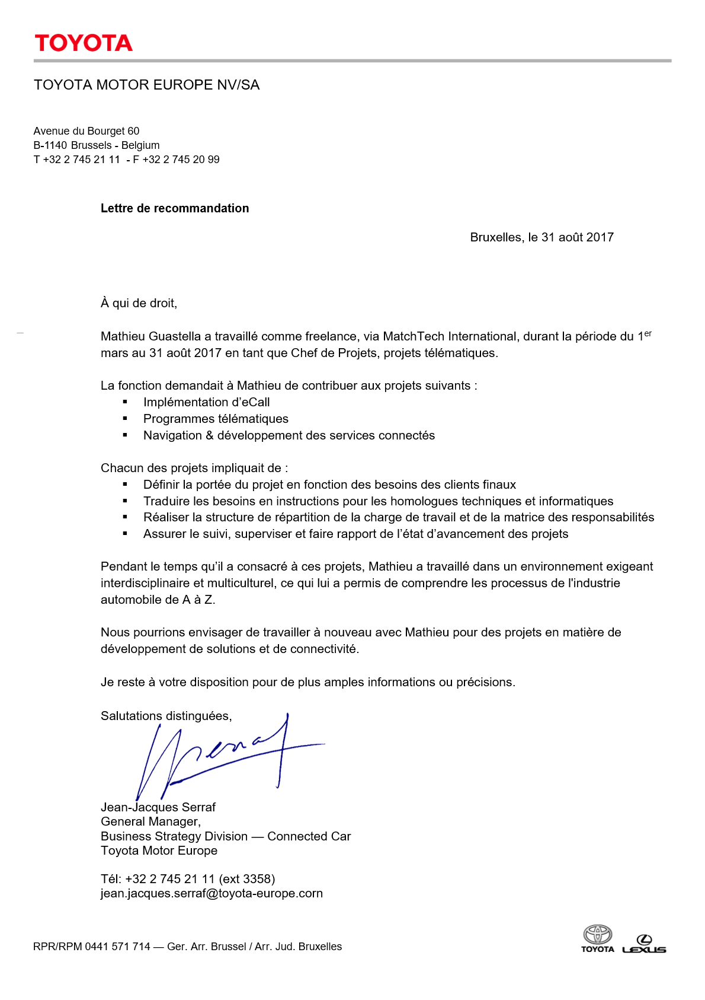 TOYOTA
TOYOTA MOTOR EUROPE NV/SA
Avenue du Bourget 60
B-1140 Brussels - Belgium
T +32 2 745 21 11 - F +32 2 745 20 99
Lettre de recommandation
Bruxelles, le 31 août 2017
À qui de droit,
Mathieu Guastella a travaillé comme freelance, via MatchTech International, durant la période du 1er
mars au 31 août 2017 en tant que Chef de Projets, projets télématiques.
La fonction demandait à Mathieu de contribuer aux projets suivants :
▪ Implémentation d’eCall
▪ Programmes télématiques
▪ Navigation & développement des services connectés
Chacun des projets impliquait de :
▪ Définir la portée du projet en fonction des besoins des clients finaux
▪ Traduire les besoins en instructions pour les homologues techniques et informatiques
▪ Réaliser la structure de répartition de la charge de travail et de la matrice des responsabilités
▪ Assurer le suivi, superviser et faire rapport de l’état d’avancement des projets
Pendant le temps qu’il a consacré à ces projets, Mathieu a travaillé dans un environnement exigeant
interdisciplinaire et multiculturel, ce qui lui a permis de comprendre les processus de l'industrie
automobile de A à Z.
Nous pourrions envisager de travailler à nouveau avec Mathieu pour des projets en matière de
développement de solutions et de connectivité.
Je reste à votre disposition pour de plus amples informations ou précisions.
Salutations distinguées,
Jean-Jacques Serraf
General Manager,
Business Strategy Division — Connected Car
Toyota Motor Europe
Tél: +32 2 745 21 11 (ext 3358)
jean.jacques.serraf@toyota-europe.corn
RPR/RPM 0441 571 714 — Ger. Arr. Brussel / Arr. Jud. Bruxelles
TOYOTA LEXUS